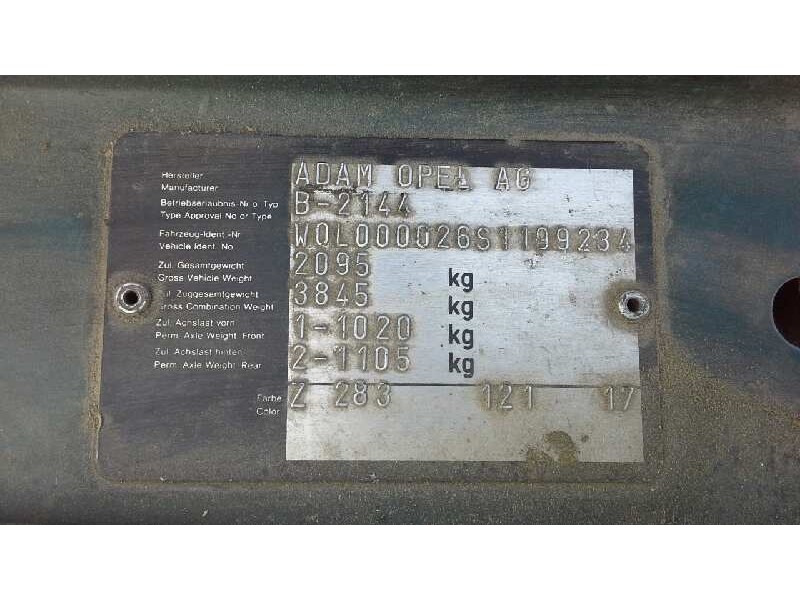 Hersteller
Manufacturer
ADAM OPEL AG
Betriebserlaubnis-Nr o. Typ
Type Approval No or Type
B-2144
Fahrzeug-Ident.-Nr
Vehicle Ident. No
W0L000026S1199234
Zul. Gesamtgewicht
Gross Vehicle Weight
2095 kg
Zul. Zuggesamtgewicht
Gross Combination Weight
3845 kg
Zul. Achslast vorn
Perm. Axle Weight. Front
1-1020 kg
Zul. Achslast hinten
Perm. Axle Weight. Rear
2-1105 kg
Farbe
Color
Z 283 121 17